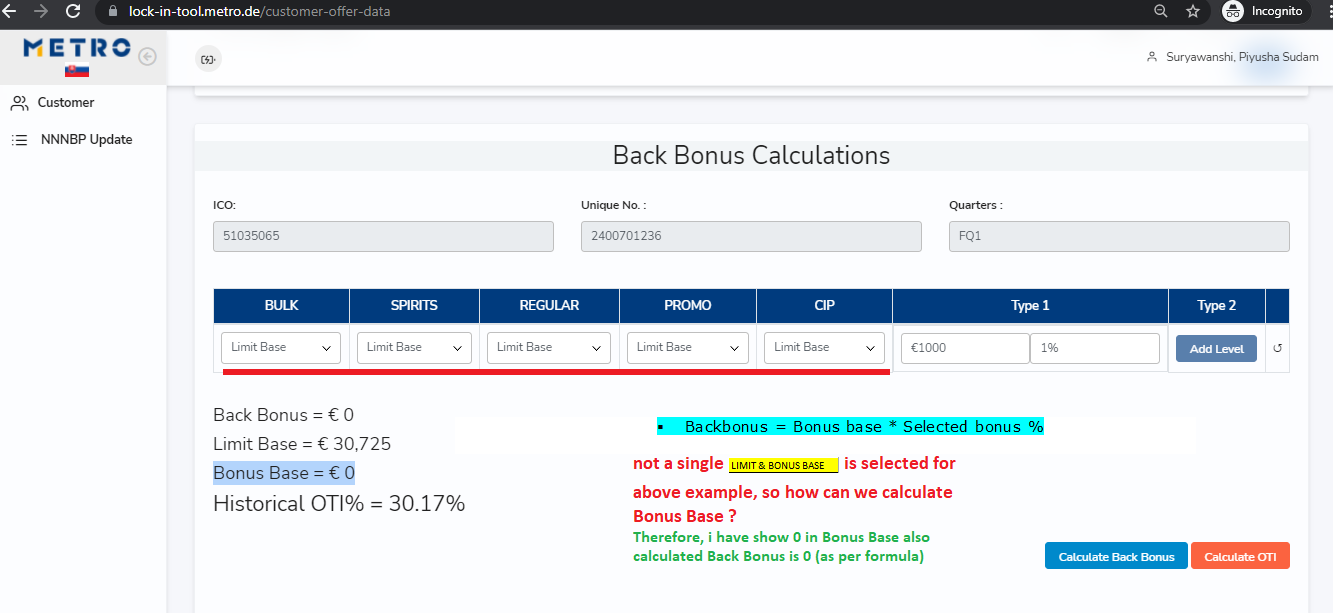 lock-in-tool.metro.de/customer-offer-data
Incognito
METRO
Suryawanshi, Piyusha Sudam
Customer
NNNBP Update
Back Bonus Calculations
ICO: Unique No. : Quarters :
51035065 2400701236 FQ1
BULK SPIRITS REGULAR PROMO CIP Type 1 Type 2
Limit Base Limit Base Limit Base Limit Base Limit Base €1000 1% Add Level
Back Bonus = € 0
Limit Base = € 30,725
Bonus Base = € 0
Historical OTI% = 30.17%
▪ Backbonus = Bonus base * Selected bonus %
not a single LIMIT & BONUS BASE is selected for
above example, so how can we calculate
Bonus Base ?
Therefore, i have show 0 in Bonus Base also
calculated Back Bonus is 0 (as per formula)
Calculate Back Bonus Calculate OTI